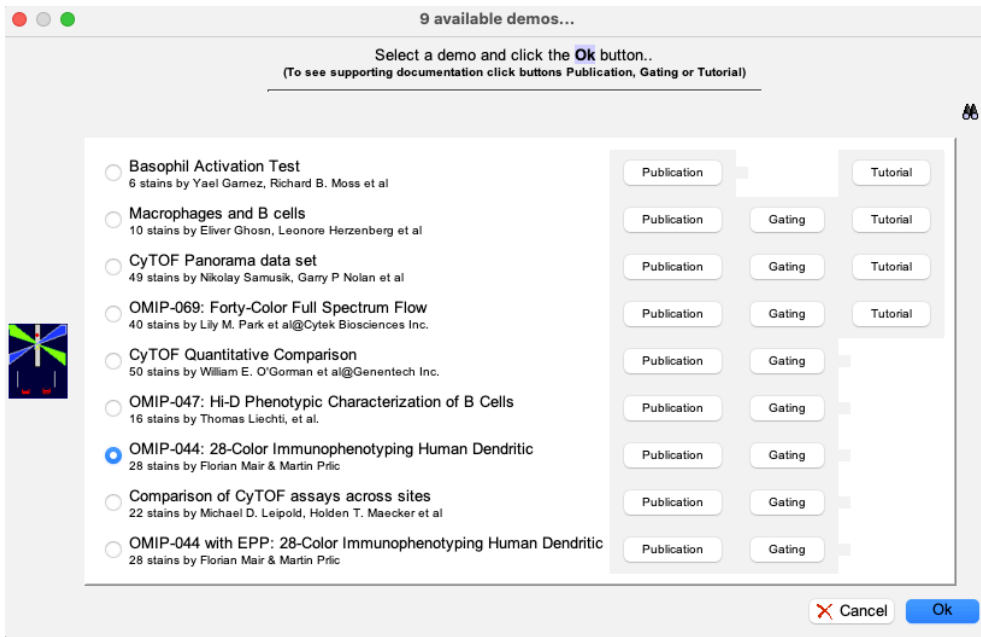 9 available demos...
Select a demo and click the Ok button..
(To see supporting documentation click buttons Publication, Gating or Tutorial)
Basophil Activation Test
6 stains by Yael Gamez, Richard B. Moss et al
Publication Tutorial
Macrophages and B cells
10 stains by Eliver Ghosn, Leonore Herzenberg et al
Publication Gating Tutorial
CyTOF Panorama data set
49 stains by Nikolay Samusik, Garry P Nolan et al
Publication Gating Tutorial
OMIP-069: Forty-Color Full Spectrum Flow
40 stains by Lily M. Park et al@Cytek Biosciences Inc.
Publication Gating Tutorial
CyTOF Quantitative Comparison
50 stains by William E. O'Gorman et al@Genentech Inc.
Publication Gating
OMIP-047: Hi-D Phenotypic Characterization of B Cells
16 stains by Thomas Liechti, et al.
Publication Gating
OMIP-044: 28-Color Immunophenotyping Human Dendritic
28 stains by Florian Mair & Martin Prlic
Publication Gating
Comparison of CyTOF assays across sites
22 stains by Michael D. Leipold, Holden T. Maecker et al
Publication Gating
OMIP-044 with EPP: 28-Color Immunophenotyping Human Dendritic
28 stains by Florian Mair & Martin Prlic
Publication Gating
Cancel Ok